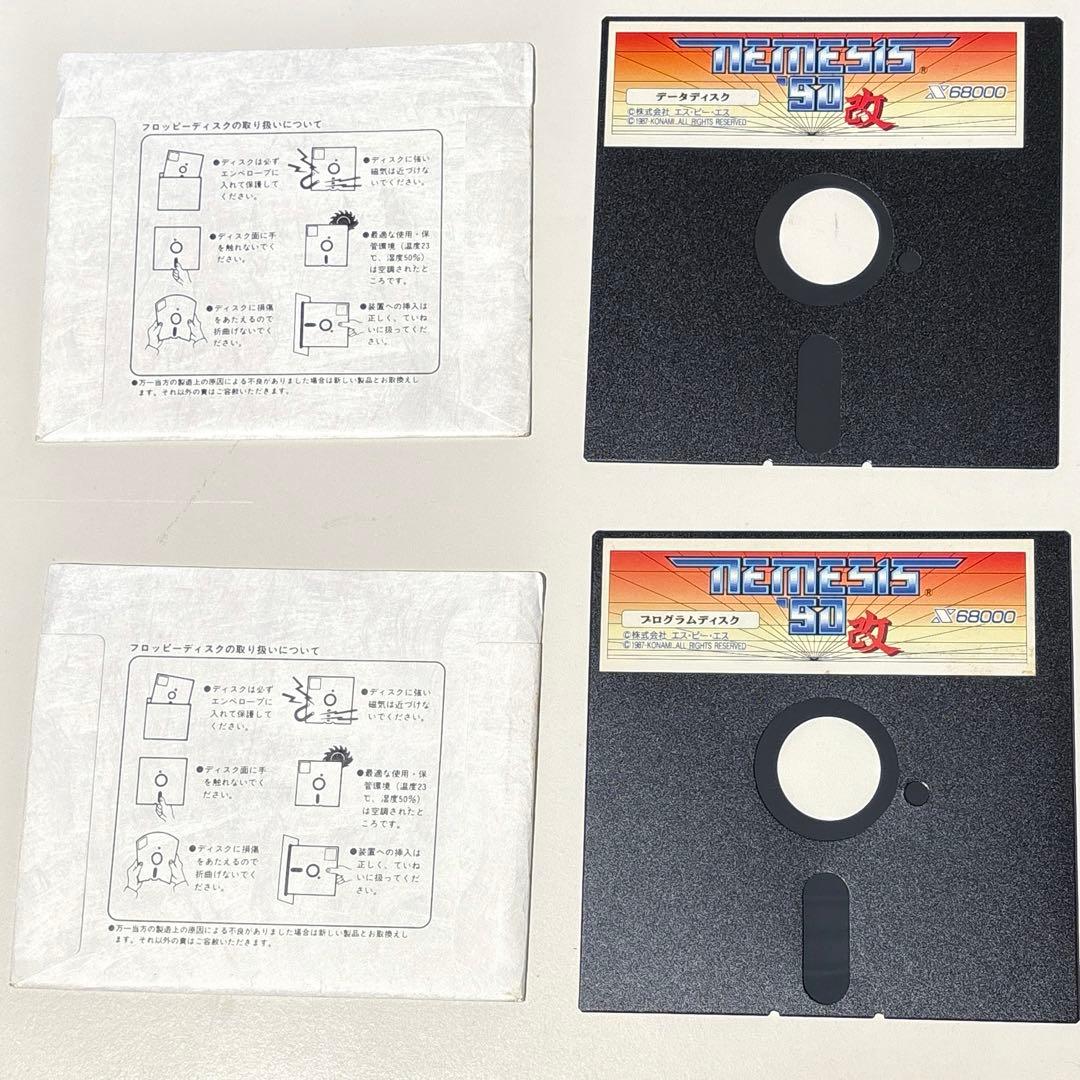 フロッピーディスクの取り扱いについて
●ディスクは必ず
エンベロープに
入れて保護して
ください。
●ディスクに強い
磁気は近づけな
いでください。
●ディスク面に手
を触れないでく
ださい。
●最適な使用・保
管環境(温度23
℃、湿度50%)
は空調されたと
ころです。
●ディスクに損傷
をあたえるので
折曲げないでく
ださい。
●装置への挿入は
正しく、ていね
いに扱ってくだ
さい。
●万一当方の製造上の原因による不良がありました場合は新しい製品とお取換えし
ます。それ以外の責はご容赦いただきます。
NEMESIS®
'90改
データディスク
X68000
©株式会社 エス・ピー・エス
©1987-KONAMI.ALL RIGHTS RESERVED
フロッピーディスクの取り扱いについて
●ディスクは必ず
エンベロープに
入れて保護して
ください。
●ディスクに強い
磁気は近づけな
いでください。
●ディスク面に手
を触れないでく
ださい。
●最適な使用・保
管環境(温度23
℃、湿度50%)
は空調されたと
ころです。
●ディスクに損傷
をあたえるので
折曲げないでく
ださい。
●装置への挿入は
正しく、ていね
いに扱ってくだ
さい。
●万一当方の製造上の原因による不良がありました場合は新しい製品とお取換えし
ます。それ以外の責はご容赦いただきます。
NEMESIS®
'90改
プログラムディスク
X68000
©株式会社 エス・ピー・エス
©1987-KONAMI.ALL RIGHTS RESERVED